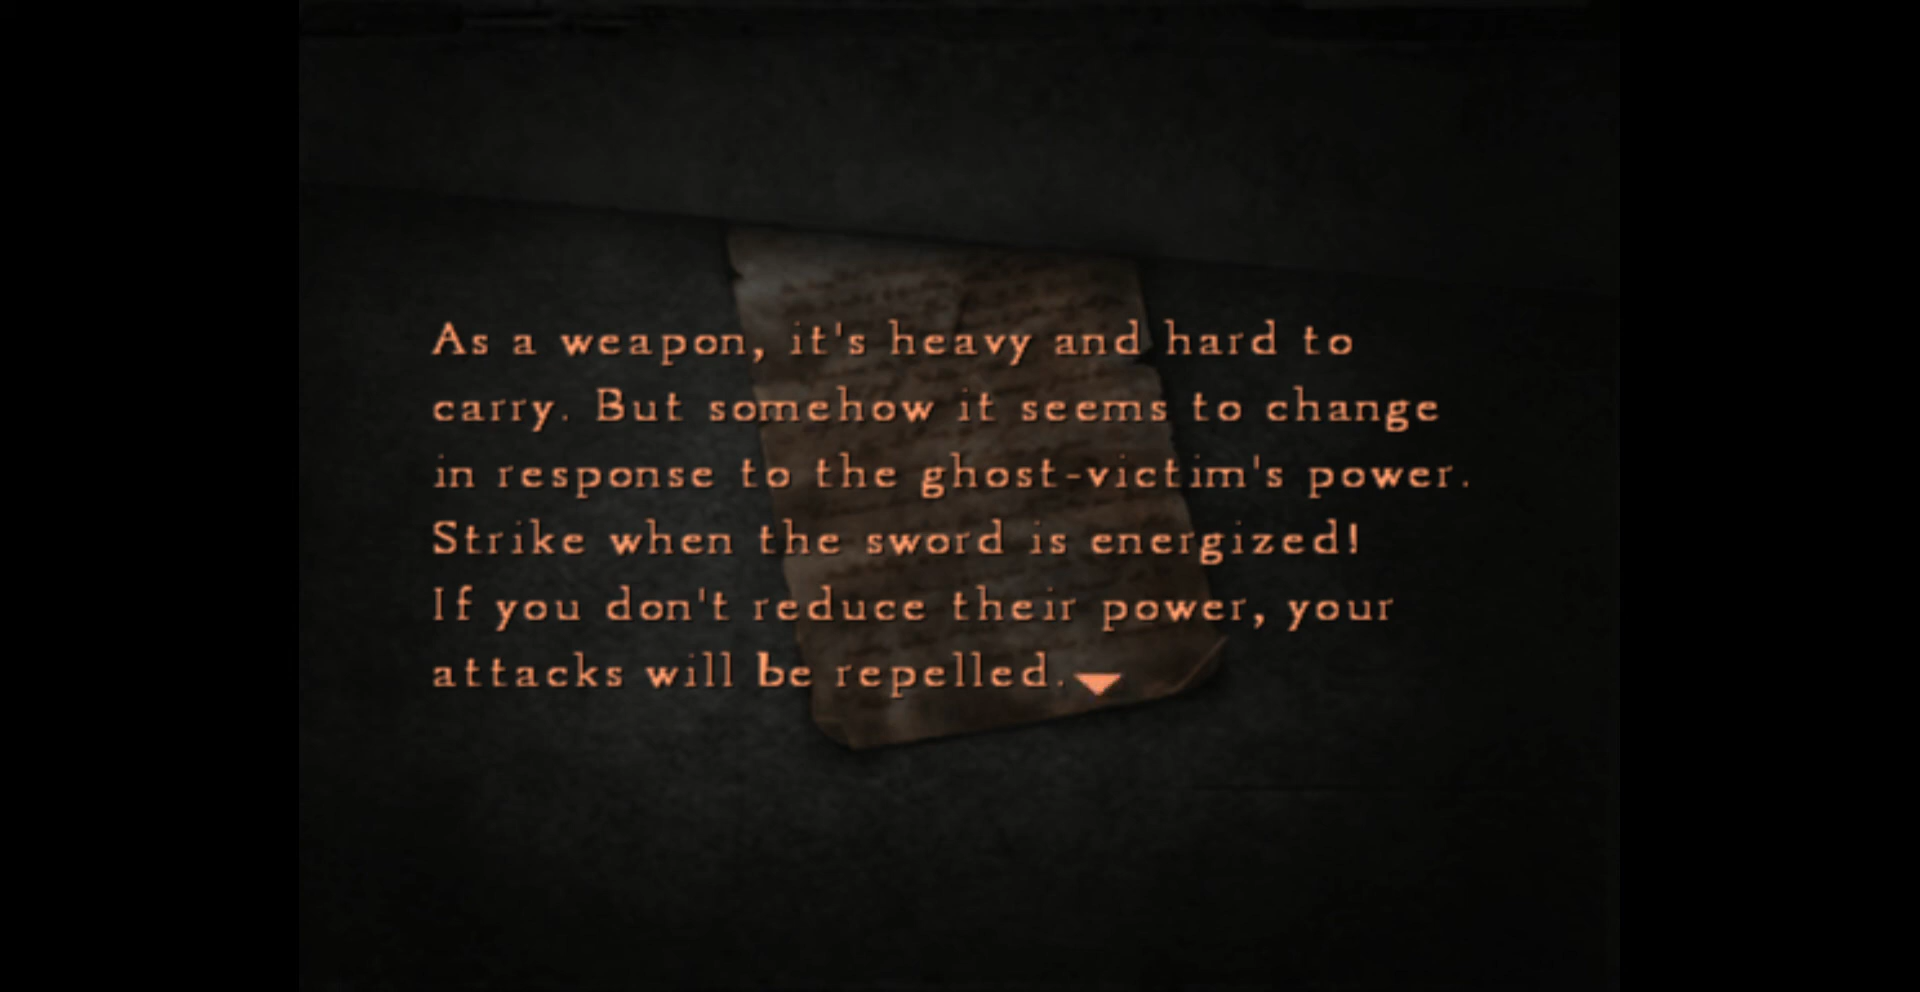 As a weapon, it's heavy and hard to
carry. But somehow it seems to change
in response to the ghost-victim's power.
Strike when the sword is energized!
If you don't reduce their power, your
attacks will be repelled.